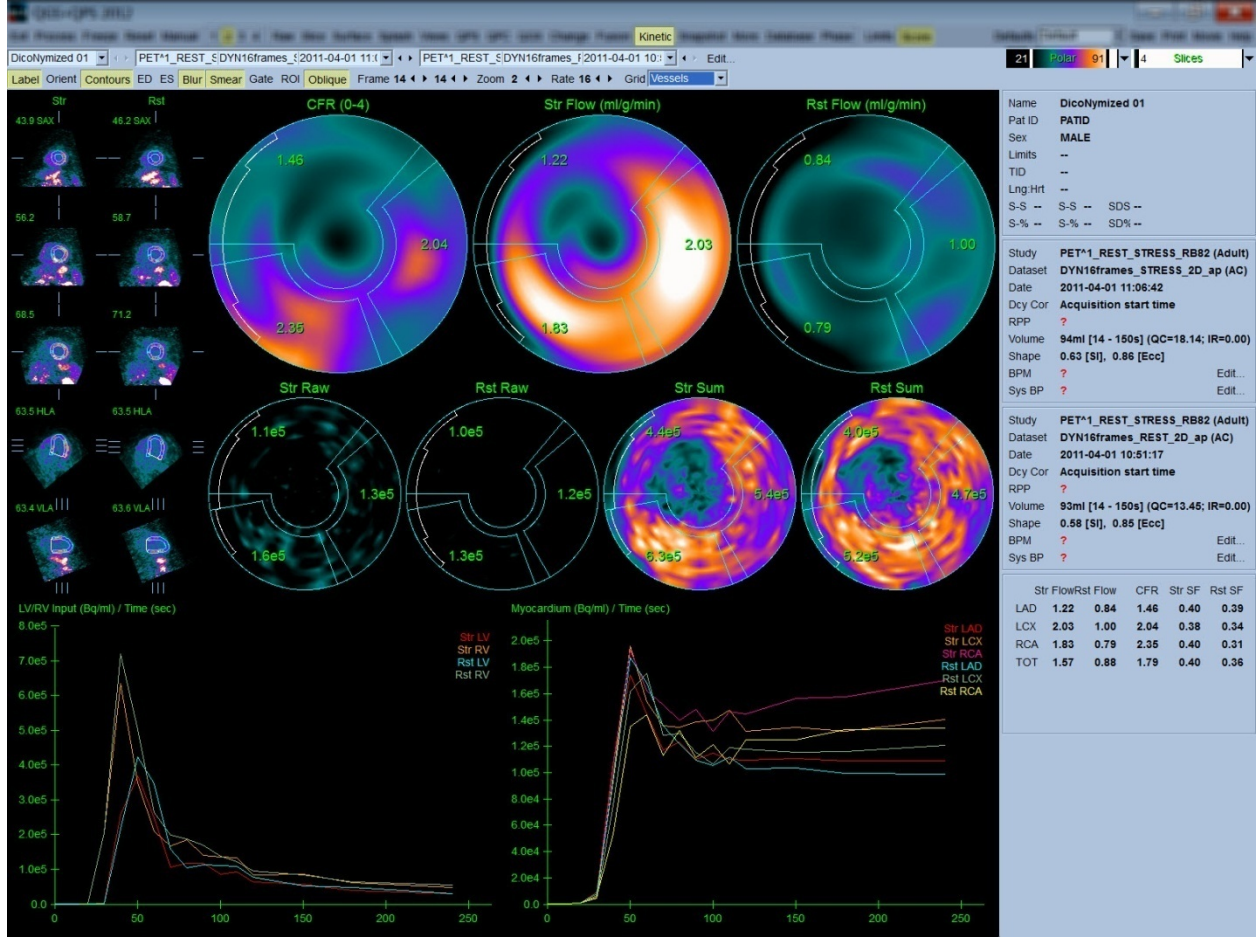 QGS+QPS 2012
Kinetic
DicoNymized 01 PET^1_REST_S DYN16frames_S 2011-04-01 11:0 PET^1_REST_S DYN16frames_F 2011-04-01 10:5 Edit...
21 Polar 91 4 Slices
Label Orient Contours ED ES Blur Smear Gate ROI Oblique Frame 14 14 Zoom 2 Rate 16 Grid Vessels
Str Rst
43.9 SAX 46.2 SAX
56.2 58.7
68.5 71.2
63.5 HLA 63.5 HLA
63.4 VLA 63.6 VLA
CFR (0-4) Str Flow (ml/g/min) Rst Flow (ml/g/min)
1.46 1.22 0.84
2.04 2.03 1.00
2.35 1.83 0.79
Str Raw Rst Raw Str Sum Rst Sum
1.1e5 1.0e5 4.4e5 4.0e5
1.3e5 1.2e5 5.4e5 4.7e5
1.6e5 1.3e5 6.3e5 5.2e5
LV/RV Input (Bq/ml) / Time (sec)
8.0e5
7.0e5
6.0e5
5.0e5
4.0e5
3.0e5
2.0e5
1.0e5
0.0
0 50 100 150 200 250
Str LV
Str RV
Rst LV
Rst RV
Myocardium (Bq/ml) / Time (sec)
2.0e5
1.8e5
1.6e5
1.4e5
1.2e5
1.0e5
8.0e4
6.0e4
4.0e4
2.0e4
0.0
0 50 100 150 200 250
Str LAD
Str LCX
Str RCA
Rst LAD
Rst LCX
Rst RCA
Name DicoNymized 01
Pat ID PATID
Sex MALE
Limits --
TID --
Lng:Hrt --
S-S -- S-S -- SDS --
S-% -- S-% -- SD% --
Study PET^1_REST_STRESS_RB82 (Adult)
Dataset DYN16frames_STRESS_2D_ap (AC)
Date 2011-04-01 11:06:42
Dcy Cor Acquisition start time
RPP ?
Volume 94ml [14 - 150s] (QC=18.14; IR=0.00)
Shape 0.63 [SI], 0.86 [Ecc]
BPM ? Edit...
Sys BP ? Edit...
Study PET^1_REST_STRESS_RB82 (Adult)
Dataset DYN16frames_REST_2D_ap (AC)
Date 2011-04-01 10:51:17
Dcy Cor Acquisition start time
RPP ?
Volume 93ml [14 - 150s] (QC=13.45; IR=0.00)
Shape 0.58 [SI], 0.85 [Ecc]
BPM ? Edit...
Sys BP ? Edit...
Str Flow Rst Flow CFR Str SF Rst SF
LAD 1.22 0.84 1.46 0.40 0.39
LCX 2.03 1.00 2.04 0.38 0.34
RCA 1.83 0.79 2.35 0.40 0.31
TOT 1.57 0.88 1.79 0.40 0.36